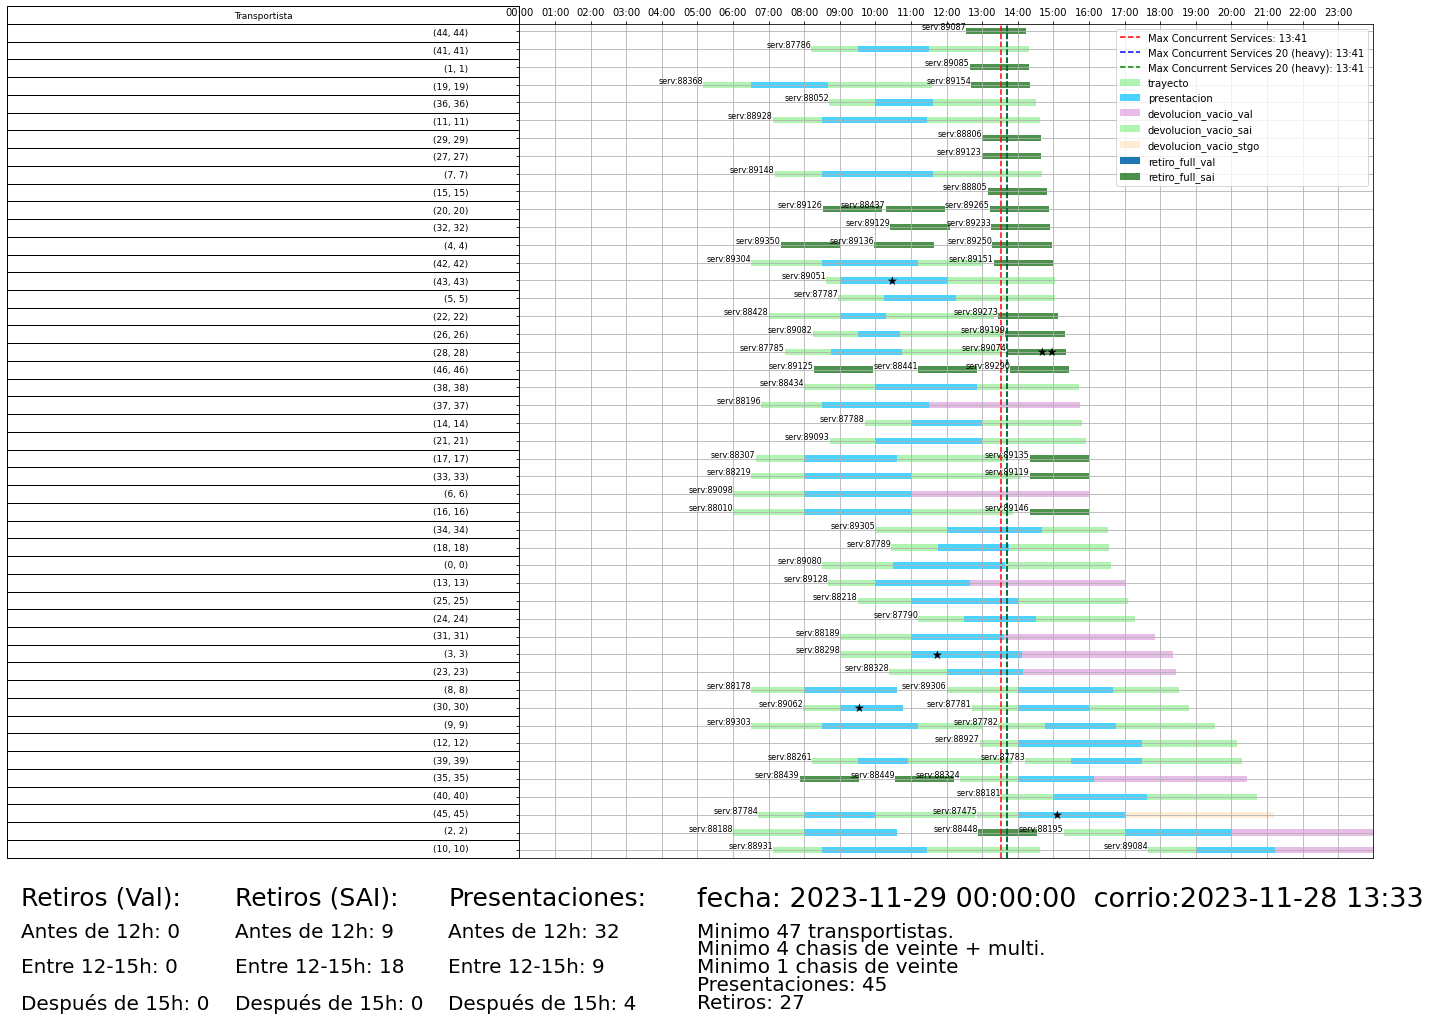 Transportista
00:00 01:00 02:00 03:00 04:00 05:00 06:00 07:00 08:00 09:00 10:00 11:00 12:00 13:00 14:00 15:00 16:00 17:00 18:00 19:00 20:00 21:00 22:00 23:00
Max Concurrent Services: 13:41
Max Concurrent Services 20 (heavy): 13:41
Max Concurrent Services 20 (heavy): 13:41
trayecto
presentacion
devolucion_vacio_val
devolucion_vacio_sai
devolucion_vacio_stgo
retiro_full_val
retiro_full_sai
(44, 44) serv:89087
(41, 41) serv:87786
(1, 1) serv:89085
(19, 19) serv:88368 serv:89154
(36, 36) serv:88052
(11, 11) serv:88928
(29, 29) serv:88806
(27, 27) serv:89123
(7, 7) serv:89148
(15, 15) serv:88805
(20, 20) serv:89126 serv:88437 serv:89265
(32, 32) serv:89129 serv:89233
(4, 4) serv:89350 serv:89136 serv:89250
(42, 42) serv:89304 serv:89151
(43, 43) serv:89051
(5, 5) serv:87787
(22, 22) serv:88428 serv:89273
(26, 26) serv:89082 serv:89199
(28, 28) serv:87785 serv:89074
(46, 46) serv:89125 serv:88441
(38, 38) serv:88434
(37, 37) serv:88196
(14, 14) serv:87788
(21, 21) serv:89093
(17, 17) serv:88307 serv:89135
(33, 33) serv:88219 serv:89119
(6, 6) serv:89098
(16, 16) serv:88010 serv:89146
(34, 34) serv:89305
(18, 18) serv:87789
(0, 0) serv:89080
(13, 13) serv:89128
(25, 25) serv:88218
(24, 24) serv:87790
(31, 31) serv:88189
(3, 3) serv:88298
(23, 23) serv:88328
(8, 8) serv:88178 serv:89306
(30, 30) serv:89062 serv:87781
(9, 9) serv:89303 serv:87782
(12, 12) serv:88927
(39, 39) serv:88261 serv:87783
(35, 35) serv:88439 serv:88449 serv:88324
(40, 40) serv:88181
(45, 45) serv:87784 serv:87475
(2, 2) serv:88188 serv:88448 serv:88195
(10, 10) serv:88931 serv:89084
Retiros (Val):
Antes de 12h: 0
Entre 12-15h: 0
Después de 15h: 0
Retiros (SAI):
Antes de 12h: 9
Entre 12-15h: 18
Después de 15h: 0
Presentaciones:
Antes de 12h: 32
Entre 12-15h: 9
Después de 15h: 4
fecha: 2023-11-29 00:00:00 corrio:2023-11-28 13:33
Minimo 47 transportistas.
Minimo 4 chasis de veinte + multi.
Minimo 1 chasis de veinte
Presentaciones: 45
Retiros: 27